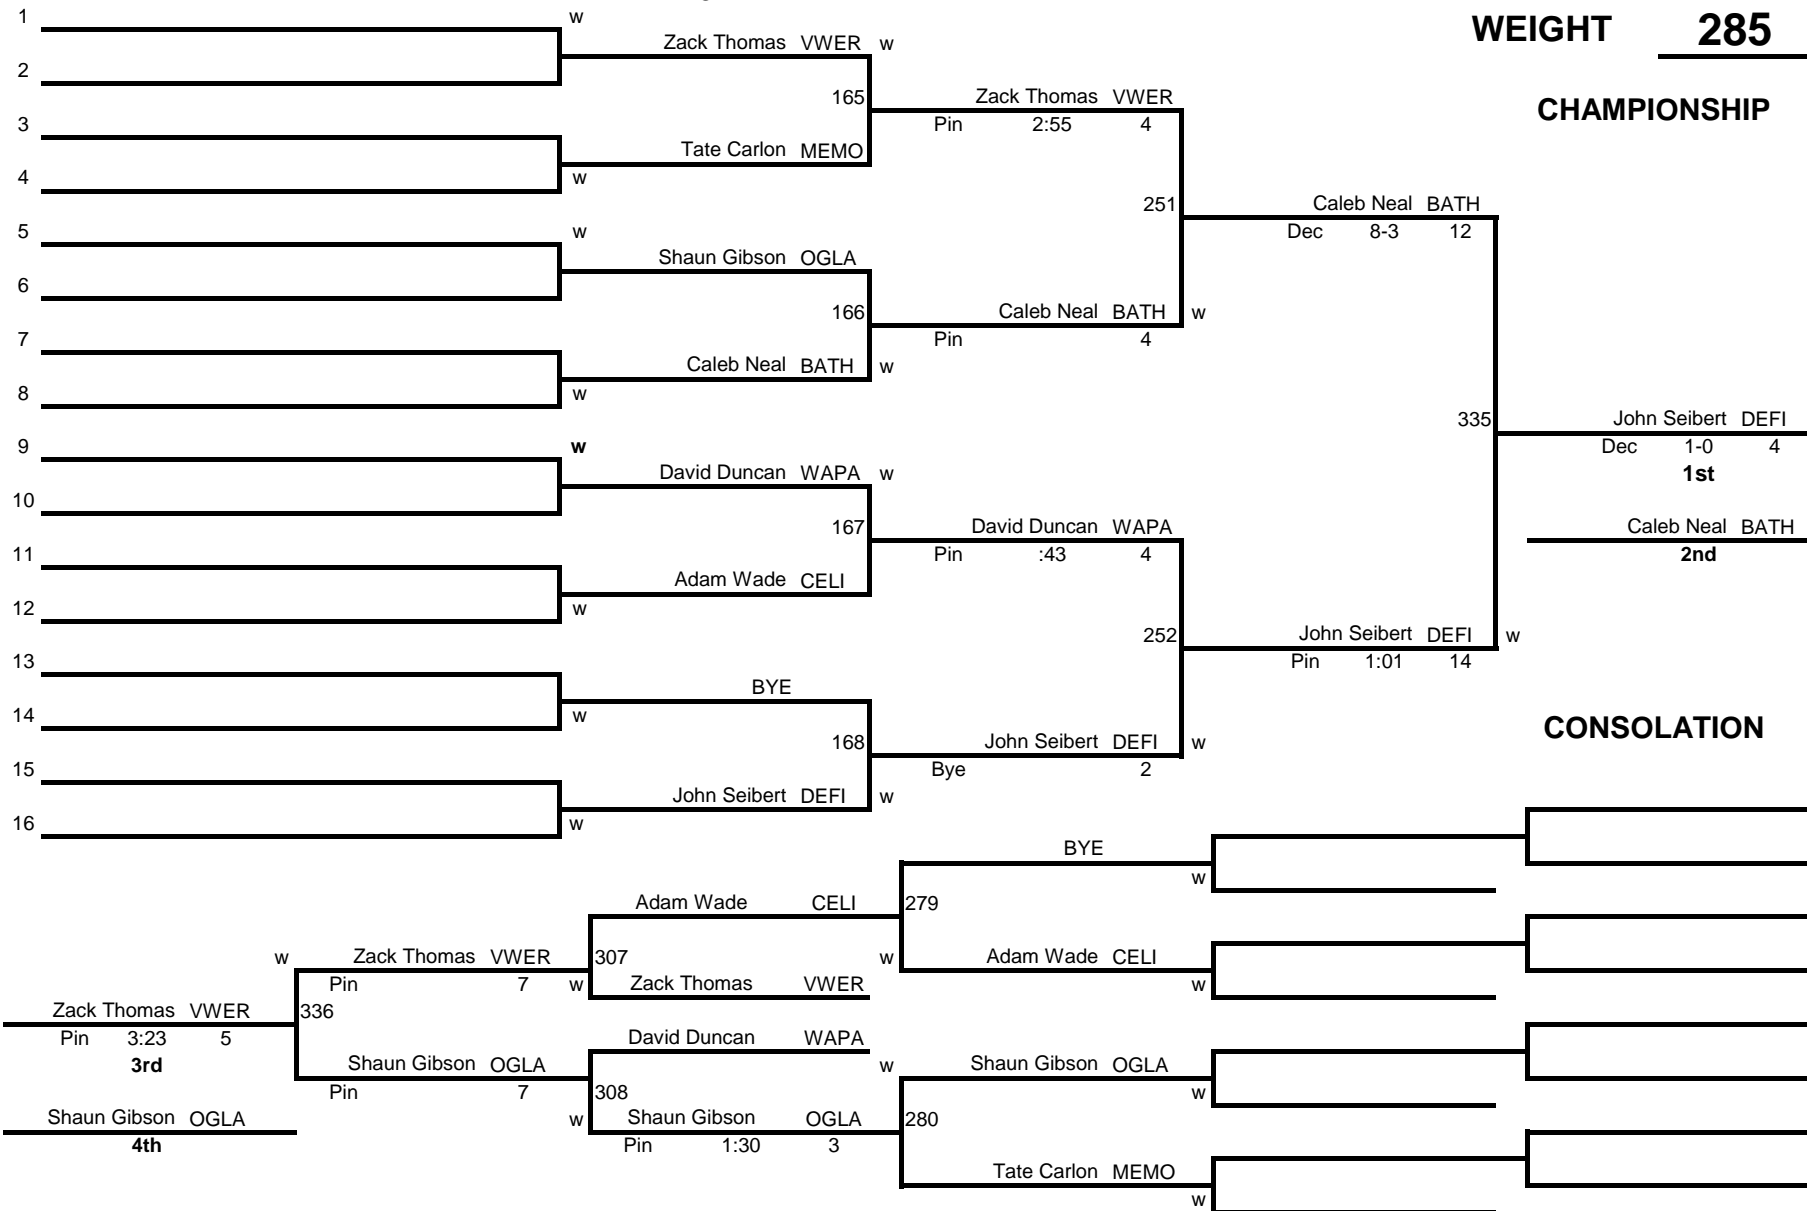 1 w
WEIGHT 285
Zack Thomas VWER w
2
165 Zack Thomas VWER
Pin 2:55 4
CHAMPIONSHIP
3
Tate Carlon MEMO
4 w
251 Caleb Neal BATH
Dec 8-3 12
5 w
Shaun Gibson OGLA
6
166 Caleb Neal BATH w
Pin 4
7
Caleb Neal BATH w
8 w
335 John Seibert DEFI
Dec 1-0 4
1st
9 w
David Duncan WAPA w
10
167 David Duncan WAPA
Pin :43 4
Caleb Neal BATH
2nd
11
Adam Wade CELI
12 w
252 John Seibert DEFI w
Pin 1:01 14
13
BYE
14 w
168 John Seibert DEFI w
Bye 2
CONSOLATION
15
John Seibert DEFI w
16 w
BYE
w
Adam Wade CELI 279
w Zack Thomas VWER 307 w Adam Wade CELI
Pin 7 w Zack Thomas VWER w
Zack Thomas VWER 336
Pin 3:23 5
3rd
David Duncan WAPA
Shaun Gibson OGLA w Shaun Gibson OGLA
Pin 7 308 w
Shaun Gibson OGLA w Shaun Gibson OGLA 280
4th Pin 1:30 3
Tate Carlon MEMO
w